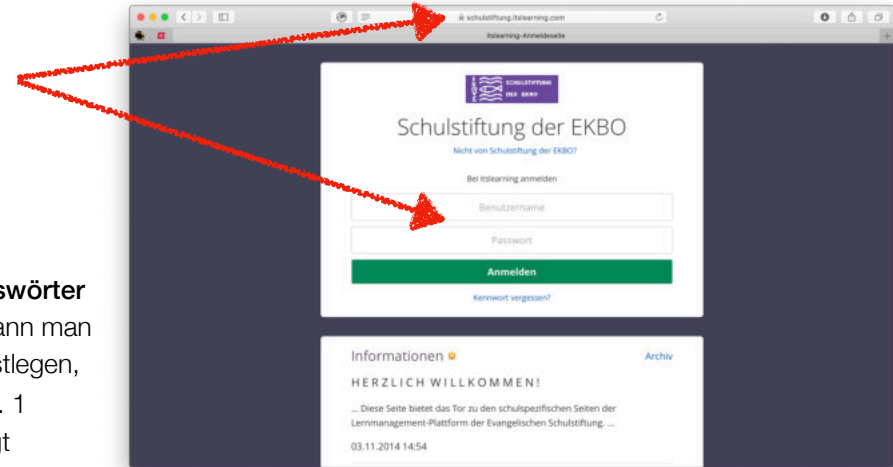 schulstiftung.itslearning.com
itslearning-Anmeldeseite
SCHULSTIFTUNG
DER EKBO
Schulstiftung der EKBO
Nicht von Schulstiftung der EKBO?
Bei itslearning anmelden
Benutzername
Passwort
Anmelden
Kennwort vergessen?
swörter
ann man
stlegen,
. 1
gt
Informationen
Archiv
HERZLICH WILLKOMMEN!
... Diese Seite bietet das Tor zu den schulspezifischen Seiten der
Lernmanagement-Plattform der Evangelischen Schulstiftung. ...
03.11.2014 14:54